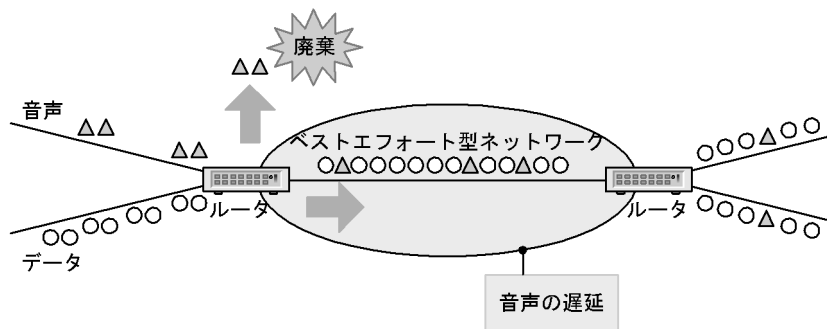 廃棄
音声
ベストエフォート型ネットワーク
ルータ
ルータ
データ
音声の遅延